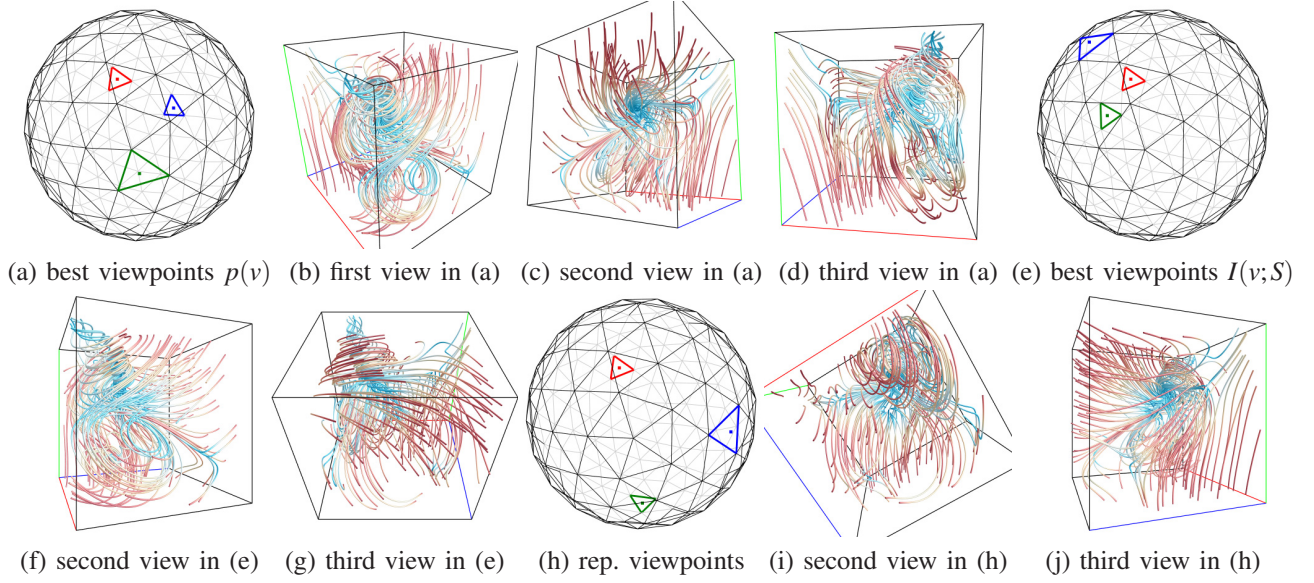 (a) best viewpoints p(v) (b) first view in (a) (c) second view in (a) (d) third view in (a) (e) best viewpoints I(v;S)
(f) second view in (e) (g) third view in (e) (h) rep. viewpoints (i) second view in (h) (j) third view in (h)